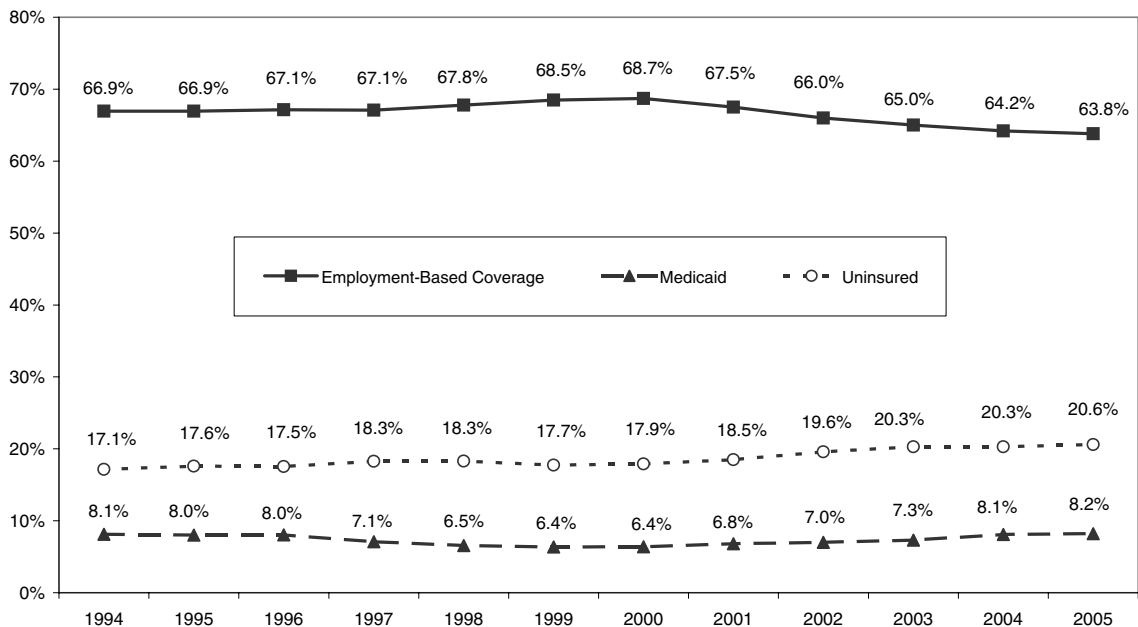 80%
70%
60%
50%
40%
30%
20%
10%
0%
66.9% 66.9% 67.1% 67.1% 67.8% 68.5% 68.7% 67.5% 66.0% 65.0% 64.2% 63.8%
Employment-Based Coverage Medicaid Uninsured
17.1% 17.6% 17.5% 18.3% 18.3% 17.7% 17.9% 18.5% 19.6% 20.3% 20.3% 20.6%
8.1% 8.0% 8.0% 7.1% 6.5% 6.4% 6.4% 6.8% 7.0% 7.3% 8.1% 8.2%
1994 1995 1996 1997 1998 1999 2000 2001 2002 2003 2004 2005